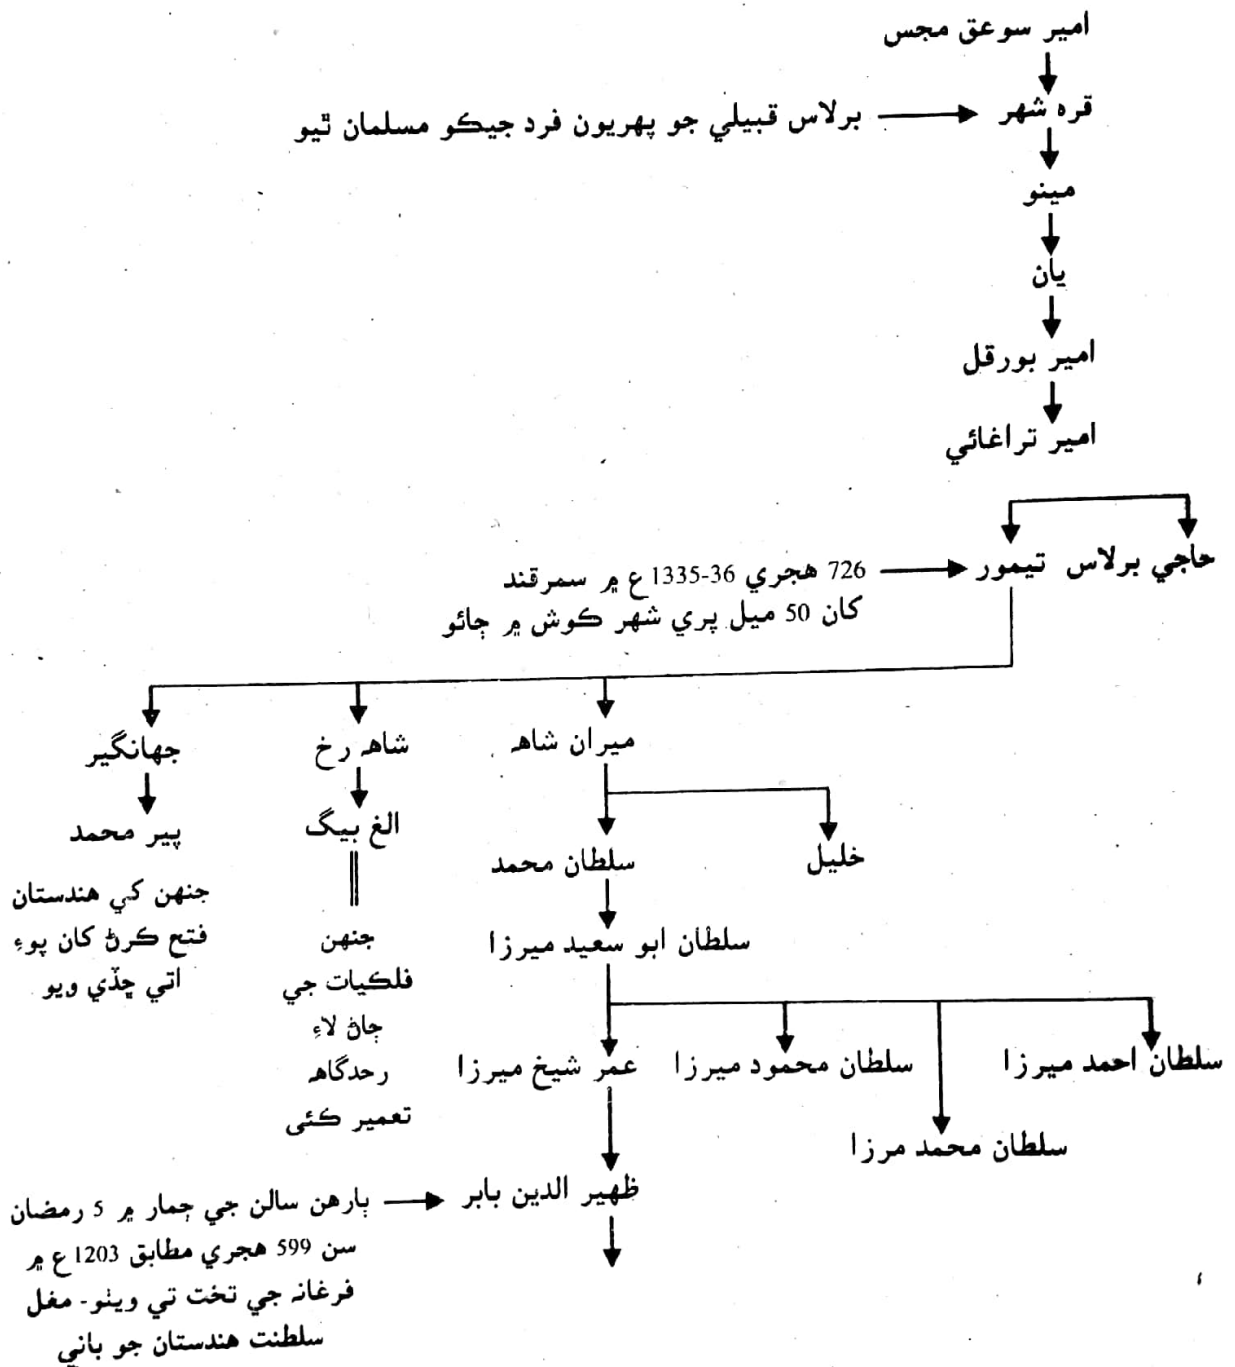 امير سوعق مجس
قره شهر
برلاس قبيلي جو پهريون فرد جيڪو مسلمان ٿيو
مينو
يان
امير بورقل
امير تراغائي
حاجي برلاس
تيمور
726 هجري 36-1335ع ۾ سمرقند
کان 50 ميل پري شهر ڪوش ۾ ڄائو
ميران شاهه
شاهه رخ
جهانگير
خليل
سلطان محمد
الغ بيگ
پير محمد
جنهن کي هندستان
فتح ڪرڻ کان پوءِ
اتي ڇڏي ويو
جنهن
فلڪيات جي
ڄاڻ لاءِ
رحدگاهه
تعمير ڪئي
سلطان ابو سعيد ميرزا
سلطان احمد ميرزا
سلطان محمود ميرزا
عمر شيخ ميرزا
سلطان محمد مرزا
ظهير الدين بابر
ٻارهن سالن جي ڄمار ۾ 5 رمضان
سن 599 هجري مطابق 1203ع ۾
فرغانه جي تخت تي ويٺو- مغل
سلطنت هندستان جو باني